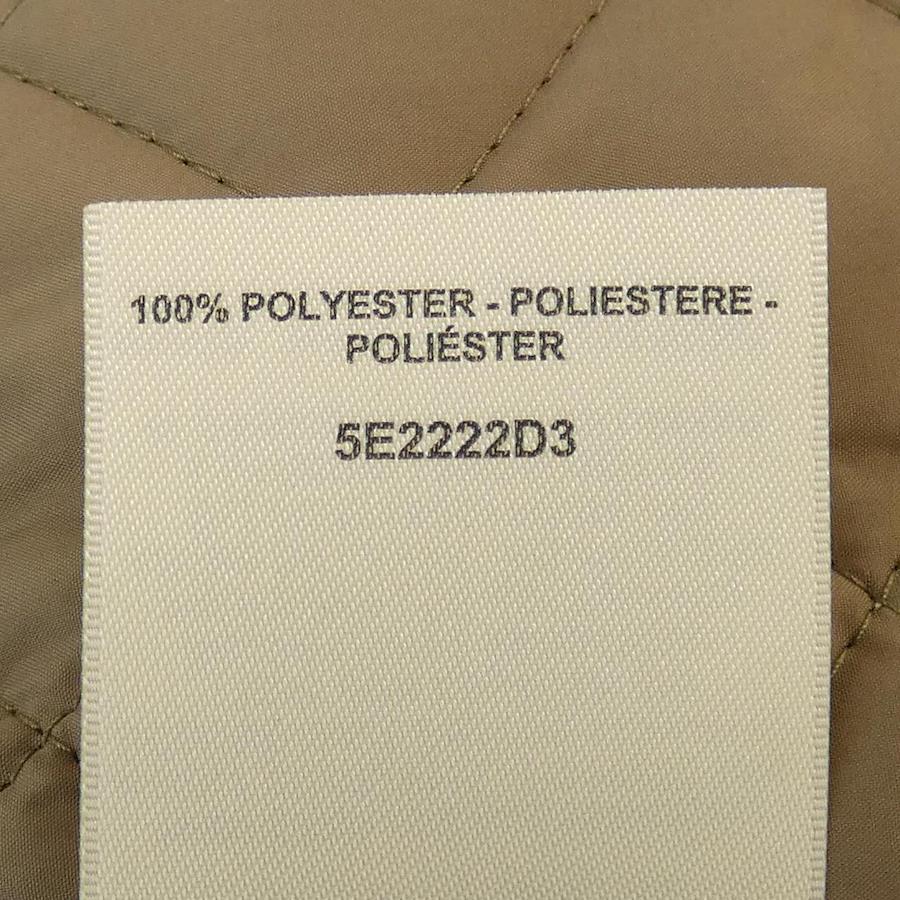 100% POLYESTER - POLIESTERE -
POLIÉSTER
5E2222D3